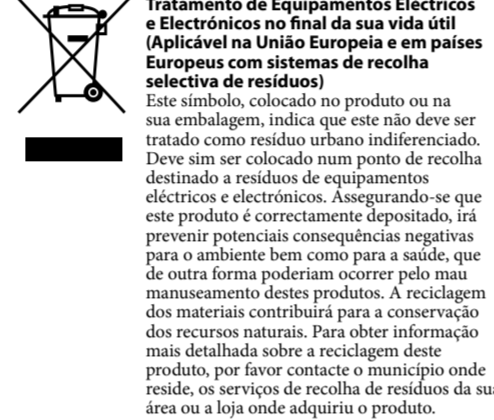 Tratamento de Equipamentos Eléctricos
e Electrónicos no final da sua vida útil
(Aplicável na União Europeia e em países
Europeus com sistemas de recolha
selectiva de resíduos)
Este símbolo, colocado no produto ou na
sua embalagem, indica que este não deve ser
tratado como resíduo urbano indiferenciado.
Deve sim ser colocado num ponto de recolha
destinado a resíduos de equipamentos
eléctricos e electrónicos. Assegurando-se que
este produto é correctamente depositado, irá
prevenir potenciais consequências negativas
para o ambiente bem como para a saúde, que
de outra forma poderiam ocorrer pelo mau
manuseamento destes produtos. A reciclagem
dos materiais contribuirá para a conservação
dos recursos naturais. Para obter informação
mais detalhada sobre a reciclagem deste
produto, por favor contacte o município onde
reside, os serviços de recolha de resíduos da sua
área ou a loja onde adquiriu o produto.